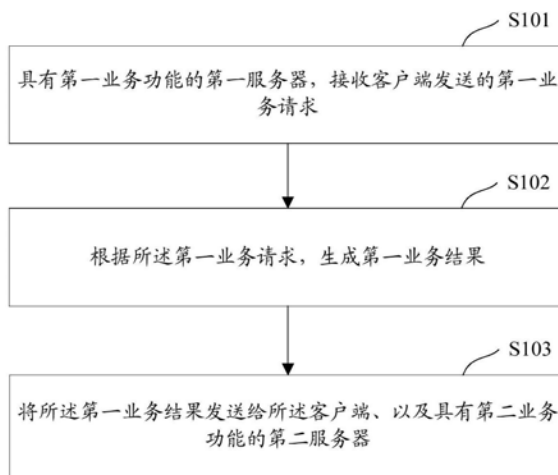 S101
具有第一业务功能的第一服务器，接收客户端发送的第一业
务请求
S102
根据所述第一业务请求，生成第一业务结果
S103
将所述第一业务结果发送给所述客户端、以及具有第二业务
功能的第二服务器